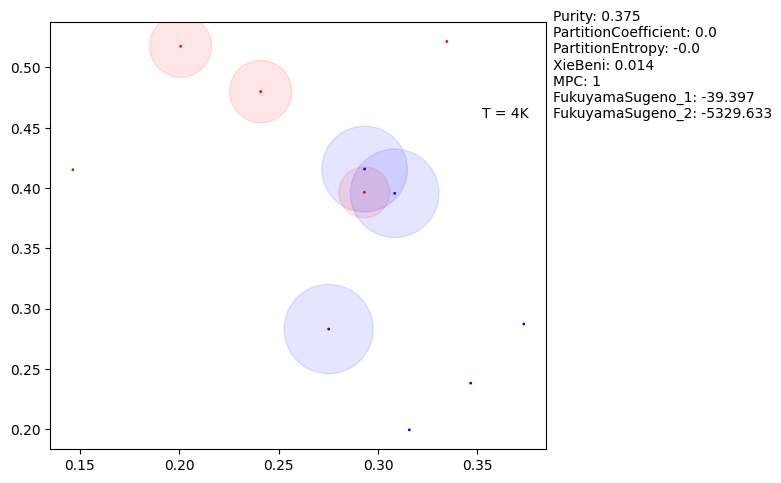 Purity: 0.375
PartitionCoefficient: 0.0
PartitionEntropy: -0.0
XieBeni: 0.014
MPC: 1
FukuyamaSugeno_1: -39.397
FukuyamaSugeno_2: -5329.633
T = 4K
0.50
0.45
0.40
0.35
0.30
0.25
0.20
0.15 0.20 0.25 0.30 0.35